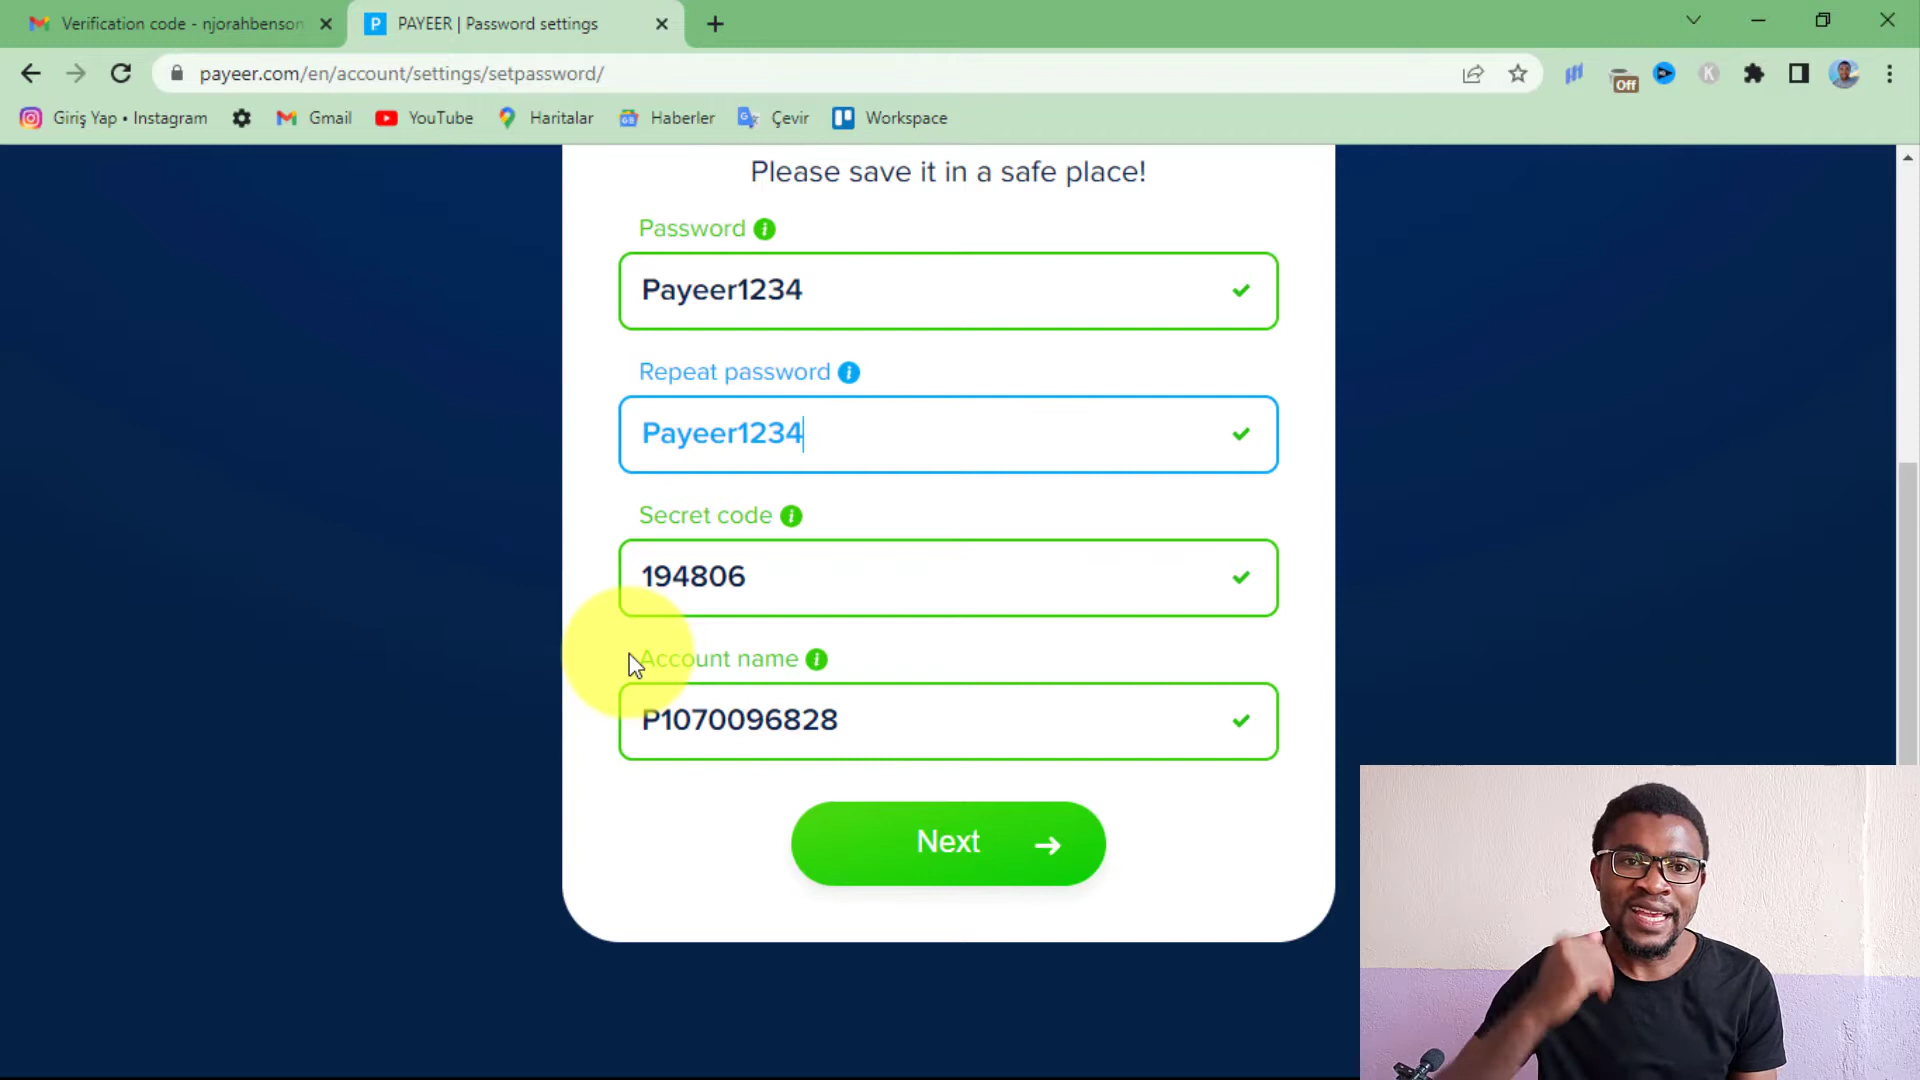 Verification code - njorahbenson
PAYEER | Password settings
payeer.com/en/account/settings/setpassword/
Off
K
Giriş Yap • Instagram
Gmail
YouTube
Haritalar
Haberler
Çevir
Workspace
Please save it in a safe place!
Password
Payeer1234
Repeat password
Payeer1234
Secret code
194806
Account name
P1070096828
Next